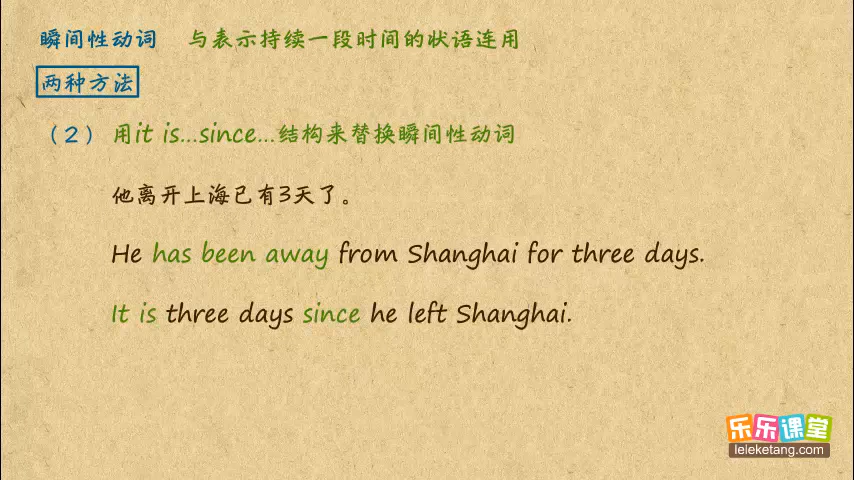 瞬间性动词 与表示持续一段时间的状语连用
两种方法
（2） 用it is...since...结构来替换瞬间性动词
他离开上海已有3天了。
He has been away from Shanghai for three days.
It is three days since he left Shanghai.
乐乐课堂
leleketang.com